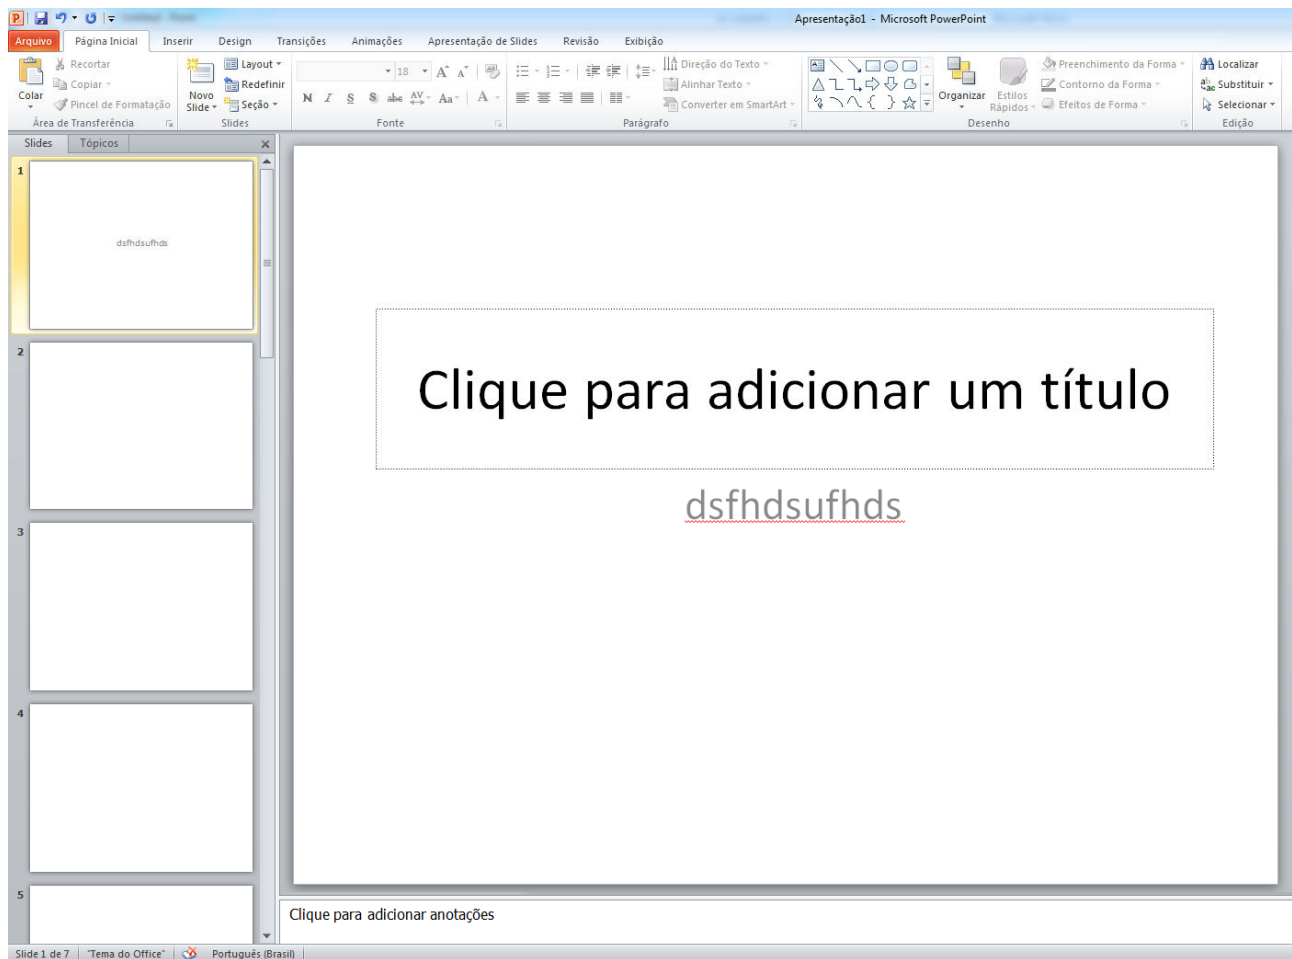 Apresentação1 - Microsoft PowerPoint
Arquivo Página Inicial Inserir Design Transições Animações Apresentação de Slides Revisão Exibição
Colar
Recortar
Copiar
Pincel de Formatação
Área de Transferência
Novo Slide
Layout
Redefinir
Seção
Slides
18
N I S S abc AV Aa A
Fonte
Direção do Texto
Alinhar Texto
Converter em SmartArt
Parágrafo
Organizar
Estilos Rápidos
Preenchimento da Forma
Contorno da Forma
Efeitos de Forma
Desenho
Localizar
Substituir
Selecionar
Edição
Slides Tópicos
1
dsfhdsufhds
2
3
4
5
Clique para adicionar um título
dsfhdsufhds
Clique para adicionar anotações
Slide 1 de 7 "Tema do Office" Português (Brasil)